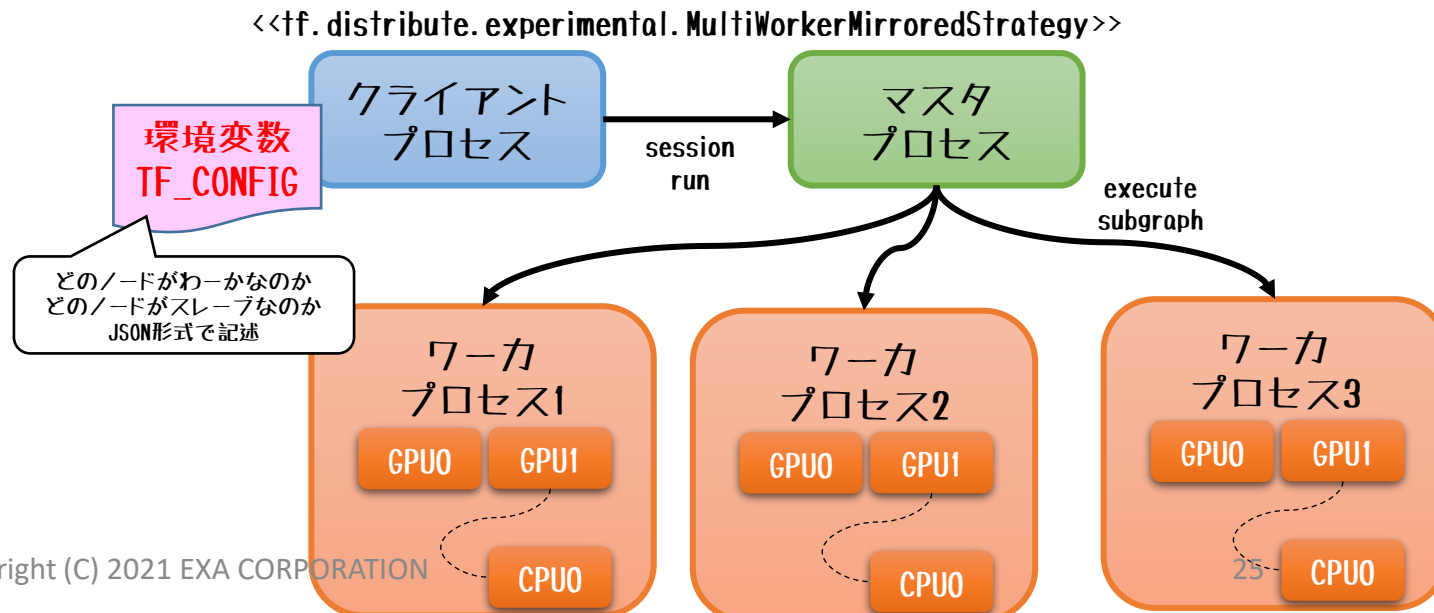 <<tf.distribute.experimental.MultiWorkerMirroredStrategy>>
クライアント
プロセス
マスタ
プロセス
環境変数
TF_CONFIG
session
run
execute
subgraph
どのノードがわーかなのか
どのノードがスレーブなのか
JSON形式で記述
ワーカ
プロセス1
GPU0
GPU1
CPU0
ワーカ
プロセス2
GPU0
GPU1
CPU0
ワーカ
プロセス3
GPU0
GPU1
CPU0
right (C) 2021 EXA CORPORATION
25